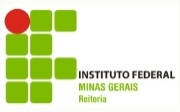 INSTITUTO FEDERAL
MINAS GERAIS
Reitoria